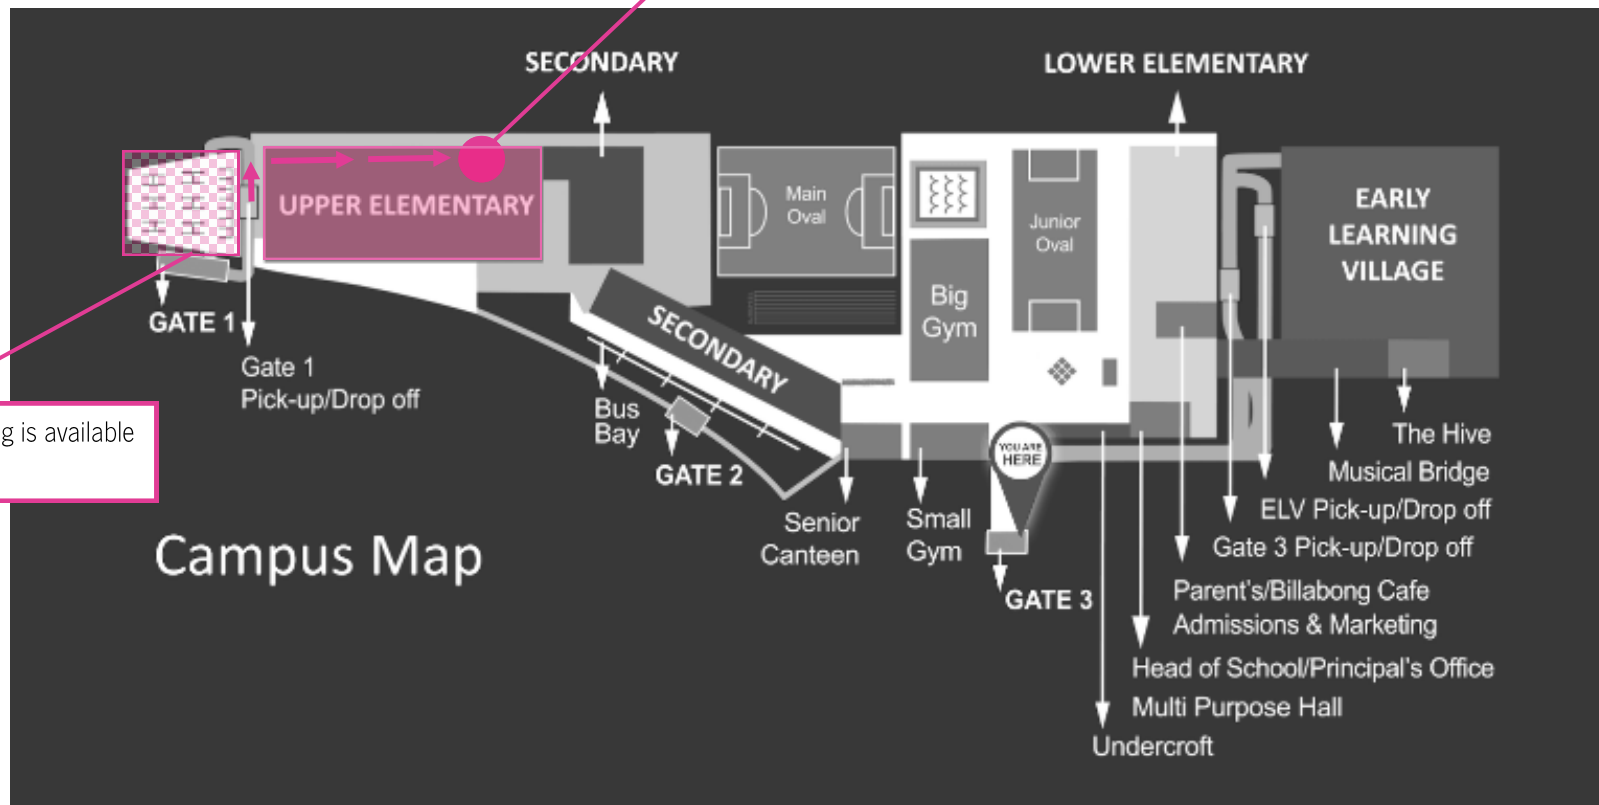 SECONDARY
LOWER ELEMENTARY
UPPER ELEMENTARY
Main
Oval
Junior
Oval
EARLY
LEARNING
VILLAGE
Big
Gym
SECONDARY
GATE 1
Gate 1
Pick-up/Drop off
g is available
Bus
Bay
GATE 2
YOU ARE
HERE
Senior
Canteen
Small
Gym
GATE 3
The Hive
Musical Bridge
ELV Pick-up/Drop off
Gate 3 Pick-up/Drop off
Parent's/Billabong Cafe
Admissions & Marketing
Head of School/Principal's Office
Multi Purpose Hall
Undercroft
Campus Map